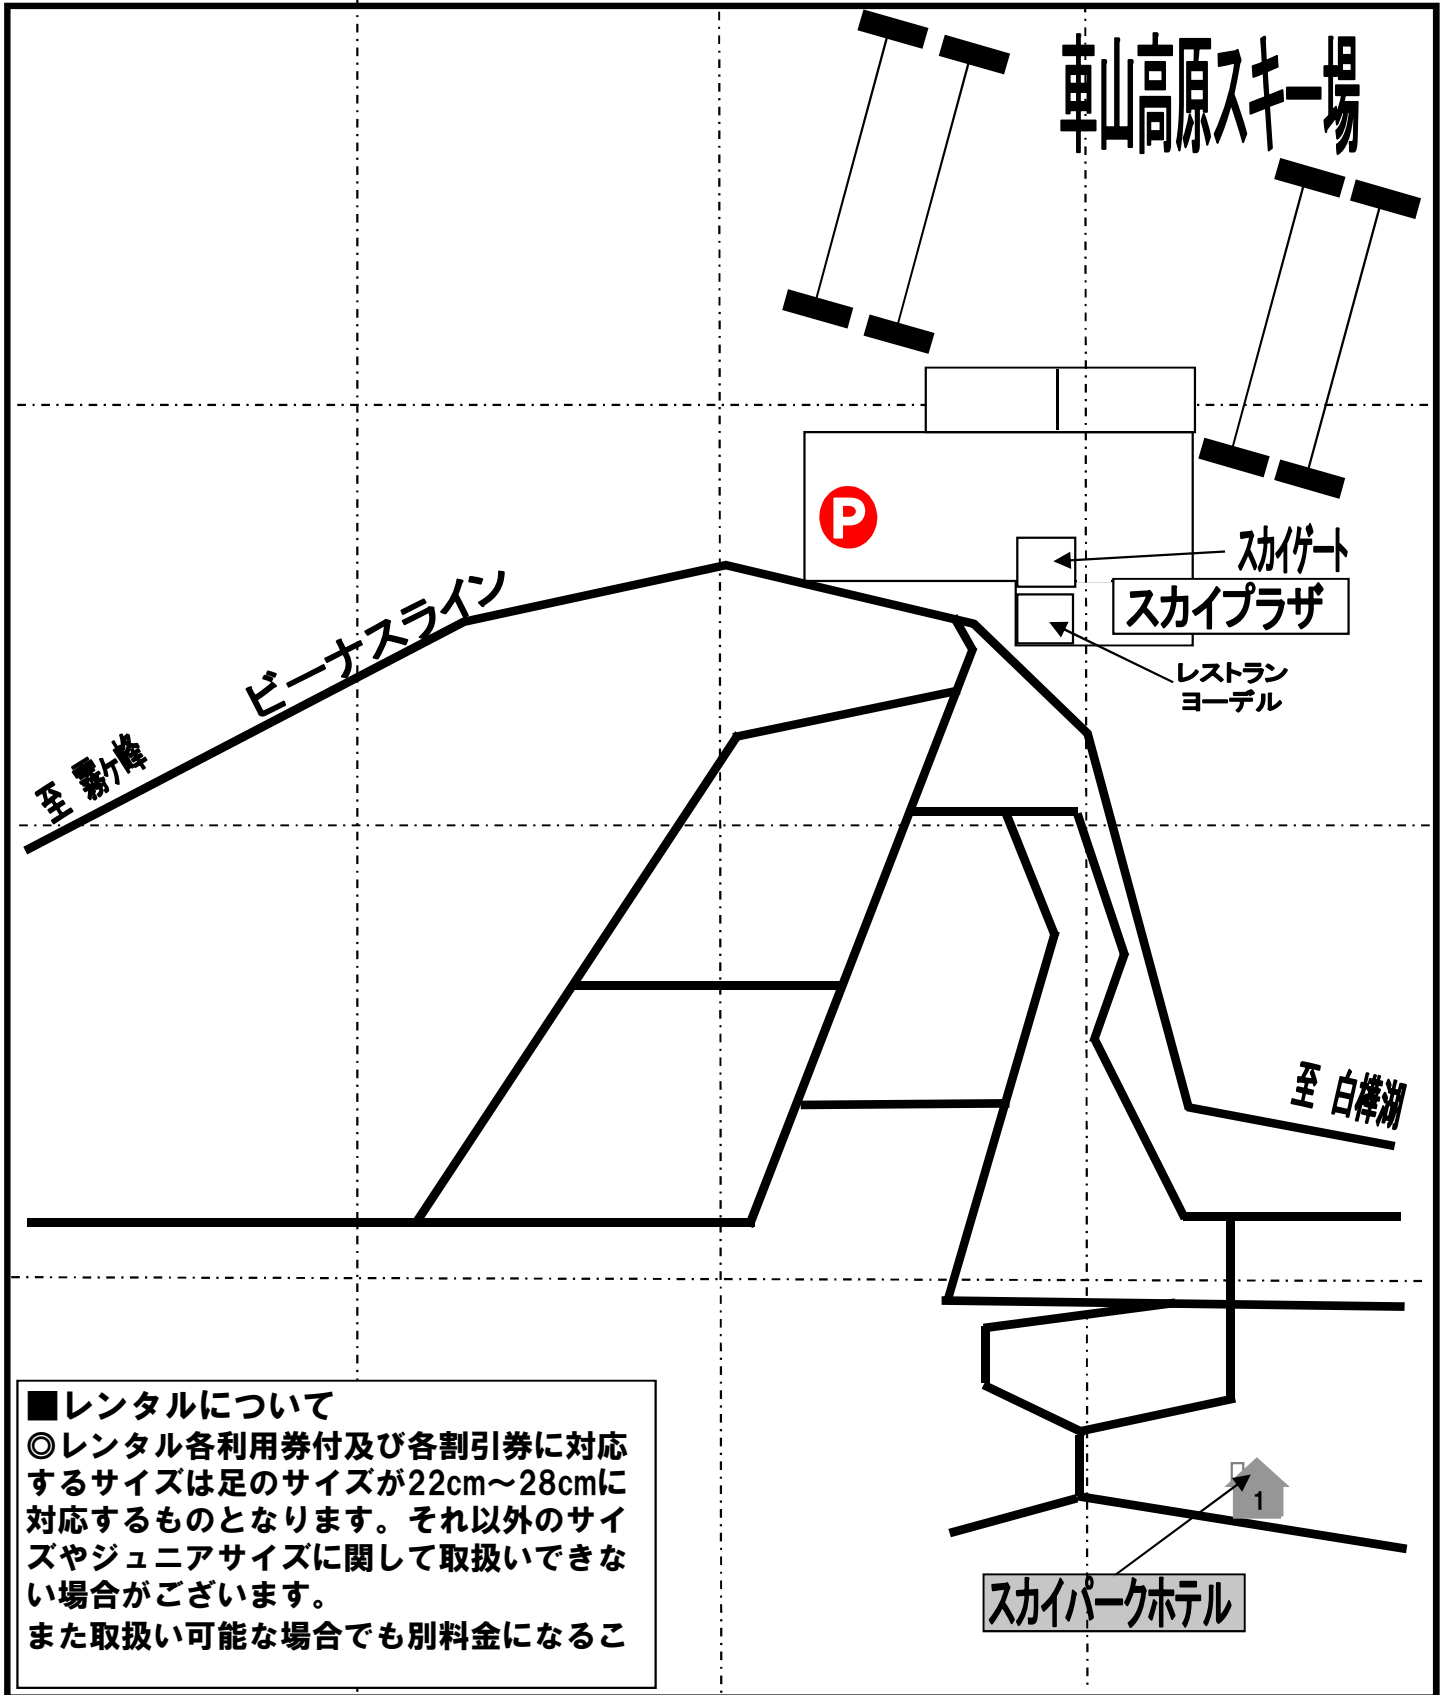 車山高原スキー場
P
スカイゲート
スカイプラザ
レストラン
ヨーデル
ビーナスライン
至 霧ケ峰
至 白樺湖
■レンタルについて
◎レンタル各利用券付及び各割引券に対応
するサイズは足のサイズが22cm～28cmに
対応するものとなります。それ以外のサイ
ズやジュニアサイズに関して取扱いできな
い場合がございます。
また取扱い可能な場合でも別料金になるこ
1
スカイパークホテル